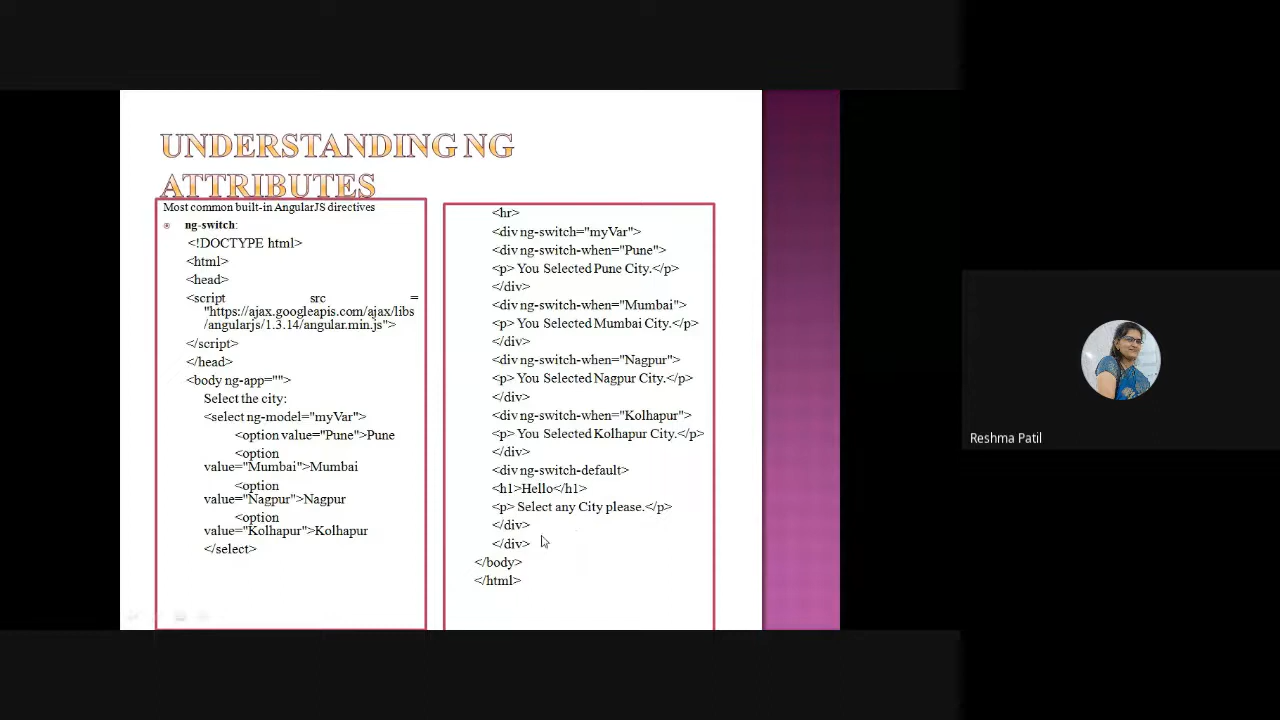 UNDERSTANDING NG
ATTRIBUTES
Most common built-in AngularJS directives
ng-switch:
<!DOCTYPE html>
<html>
<head>
<script src =
"https://ajax.googleapis.com/ajax/libs
/angularjs/1.3.14/angular.min.js">
</script>
</head>
<body ng-app="">
Select the city:
<select ng-model="myVar">
<option value="Pune">Pune
<option
value="Mumbai">Mumbai
<option
value="Nagpur">Nagpur
<option
value="Kolhapur">Kolhapur
</select>
<hr>
<div ng-switch="myVar">
<div ng-switch-when="Pune">
<p> You Selected Pune City.</p>
</div>
<div ng-switch-when="Mumbai">
<p> You Selected Mumbai City.</p>
</div>
<div ng-switch-when="Nagpur">
<p> You Selected Nagpur City.</p>
</div>
<div ng-switch-when="Kolhapur">
<p> You Selected Kolhapur City.</p>
</div>
<div ng-switch-default>
<h1>Hello</h1>
<p> Select any City please.</p>
</div>
</div>
</body>
</html>
Reshma Patil